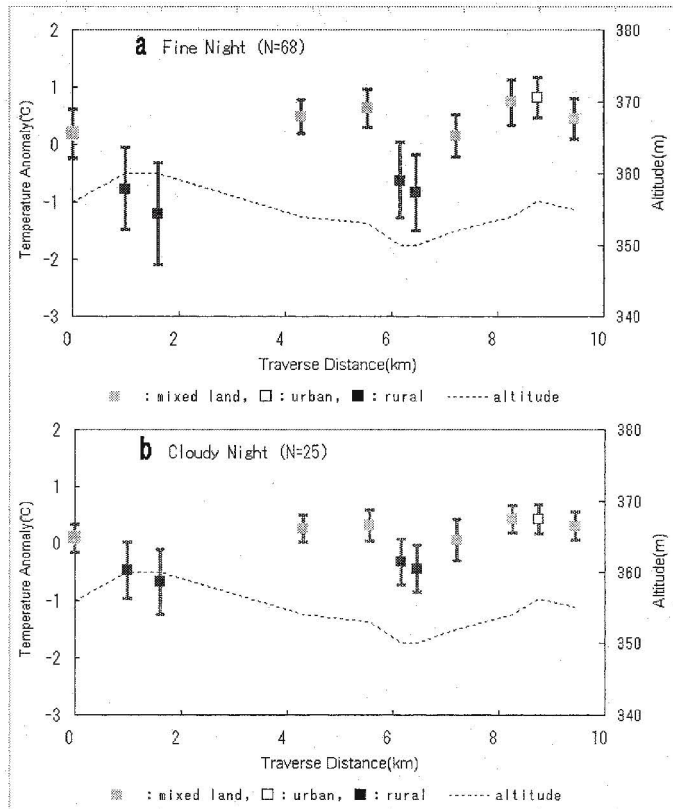 a Fine Night (N=68)
2
1
0
-1
-2
-3
Temperature Anomaly(℃)
380
370
360
350
340
Altitude(m)
0 2 4 6 8 10
Traverse Distance(km)
: mixed land, : urban, : rural altitude
b Cloudy Night (N=25)
2
1
0
-1
-2
-3
Temperature Anomaly(℃)
380
370
360
350
340
Altitude(m)
0 2 4 6 8 10
Traverse Distance(km)
: mixed land, : urban, : rural altitude